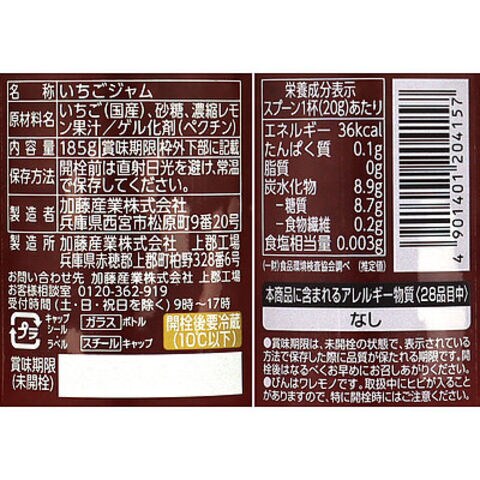 名称 いちごジャム
原材料名 いちご(国産)、砂糖、濃縮レモ
ン果汁/ゲル化剤(ペクチン)
内容量 185g 賞味期限 枠外下部に記載
保存方法 開栓前は直射日光を避け、常温
で保存してください。
製造者 加藤産業株式会社
兵庫県西宮市松原町9番20号
製造所 加藤産業株式会社 上郡工場
兵庫県赤穂郡上郡町柏野328番6号
お問い合わせ先 加藤産業株式会社 上郡工場
お客様相談室 0120-362-919
受付時間(土・日・祝日を除く)9時〜17時
プラ
キャップ
シール
ラベル
ガラス ボトル
スチール キャップ
開栓後要冷蔵
(10℃以下)
賞味期限
(未開栓)
栄養成分表示
スプーン1杯(20g)あたり
エネルギー 36kcal
たんぱく質 0.1g
脂質 0g
炭水化物 8.9g
-糖質 8.7g
-食物繊維 0.2g
食塩相当量 0.003g
(一財)食品環境検査協会調べ (推定値)
4 901401 204157
本商品に含まれるアレルギー物質(28品目中)
なし
●賞味期限は、未開栓の状態で、表示されている
方法で保存した際に品質が保たれる期限です。開
栓後はなるべくお早めにお召しあがりください。
●びんはワレモノです。取扱中にヒビが入ること
がありますので、特に開栓時にはご注意ください。